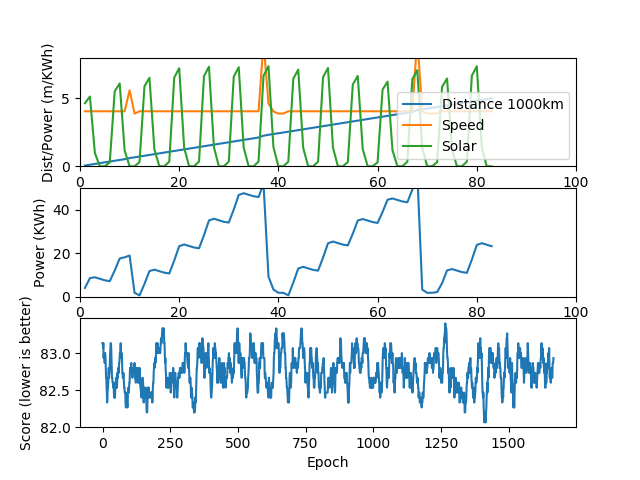 Dist/Power (m/KWh)
5
0
Distance 1000km
Speed
Solar
0 20 40 60 80 100
Power (KWh)
40
20
0
0 20 40 60 80 100
Score (lower is better)
83.0
82.5
82.0
0 250 500 750 1000 1250 1500
Epoch